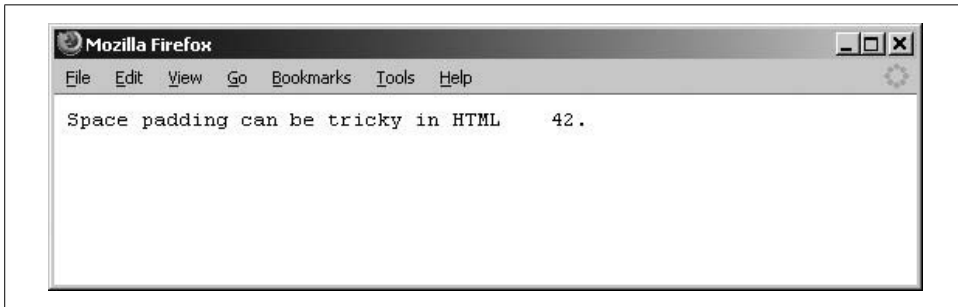 Mozilla Firefox
File Edit View Go Bookmarks Tools Help
Space padding can be tricky in HTML    42.